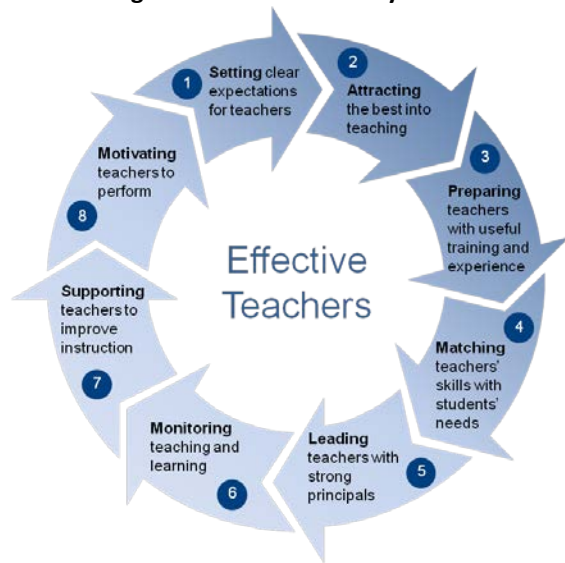 1
Setting clear
expectations
for teachers
2
Attracting
the best into
teaching
3
Preparing
teachers
with useful
training and
experience
4
Matching
teachers'
skills with
students'
needs
Leading
teachers with
strong
principals
5
Monitoring
teaching and
learning
6
Supporting
teachers to
improve
instruction
7
Motivating
teachers to
perform
8
Effective
Teachers